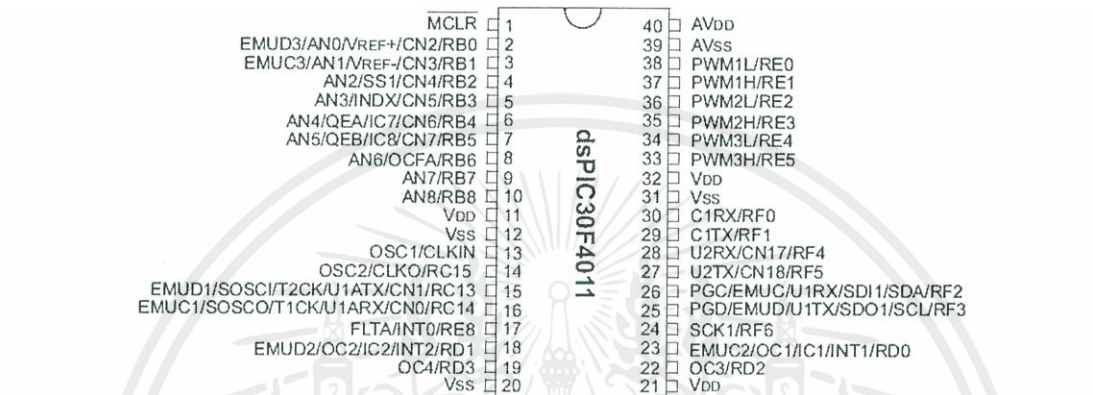 MCLR 1
EMUD3/AN0/VREF+/CN2/RB0 2
EMUC3/AN1/VREF-/CN3/RB1 3
AN2/SS1/CN4/RB2 4
AN3/INDX/CN5/RB3 5
AN4/QEA/IC7/CN6/RB4 6
AN5/QEB/IC8/CN7/RB5 7
AN6/OCFA/RB6 8
AN7/RB7 9
AN8/RB8 10
VDD 11
VSS 12
OSC1/CLKIN 13
OSC2/CLKO/RC15 14
EMUD1/SOSCI/T2CK/U1ATX/CN1/RC13 15
EMUC1/SOSCO/T1CK/U1ARX/CN0/RC14 16
FLTA/INT0/RE8 17
EMUD2/OC2/IC2/INT2/RD1 18
OC4/RD3 19
VSS 20
dsPIC30F4011
40 AVDD
39 AVSS
38 PWM1L/RE0
37 PWM1H/RE1
36 PWM2L/RE2
35 PWM2H/RE3
34 PWM3L/RE4
33 PWM3H/RE5
32 VDD
31 VSS
30 C1RX/RF0
29 C1TX/RF1
28 U2RX/CN17/RF4
27 U2TX/CN18/RF5
26 PGC/EMUC/U1RX/SDI1/SDA/RF2
25 PGD/EMUD/U1TX/SDO1/SCL/RF3
24 SCK1/RF6
23 EMUC2/OC1/IC1/INT1/RD0
22 OC3/RD2
21 VDD